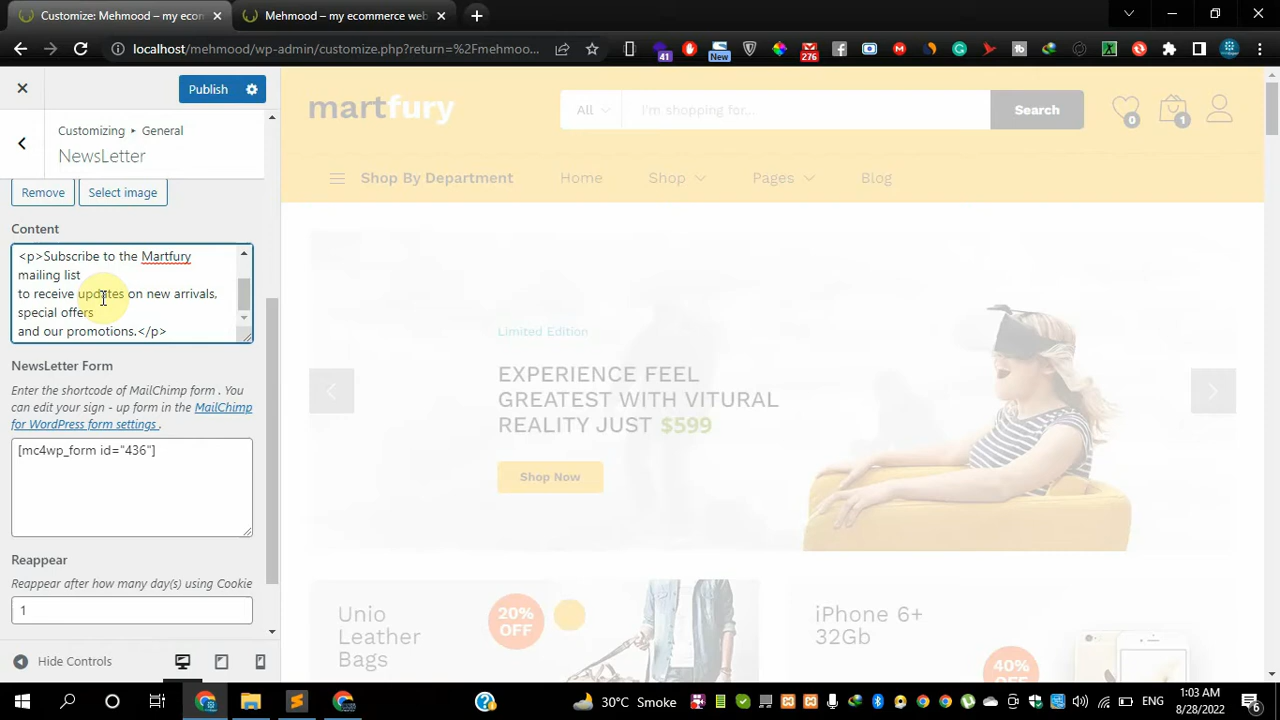 Customize: Mehmood – my ecom
Mehmood – my ecommerce web
localhost/mehmood/wp-admin/customize.php?return=%2Fmehmoo...
41
New
276
Publish
Customizing ▸ General
NewsLetter
Remove
Select image
Content
<p>Subscribe to the Martfury
mailing list
to receive updates on new arrivals,
special offers
and our promotions.</p>
NewsLetter Form
Enter the shortcode of MailChimp form . You
can edit your sign - up form in the MailChimp
for WordPress form settings .
[mc4wp_form id="436"]
Reappear
Reappear after how many day(s) using Cookie
1
Hide Controls
martfury
All
I'm shopping for...
Search
0
1
Shop By Department
Home
Shop
Pages
Blog
Limited Edition
EXPERIENCE FEEL
GREATEST WITH VITURAL
REALITY JUST $599
Shop Now
Unio
Leather
Bags
20%
OFF
iPhone 6+
32Gb
40%
OFF
30°C Smoke
ENG
1:03 AM
8/28/2022
6